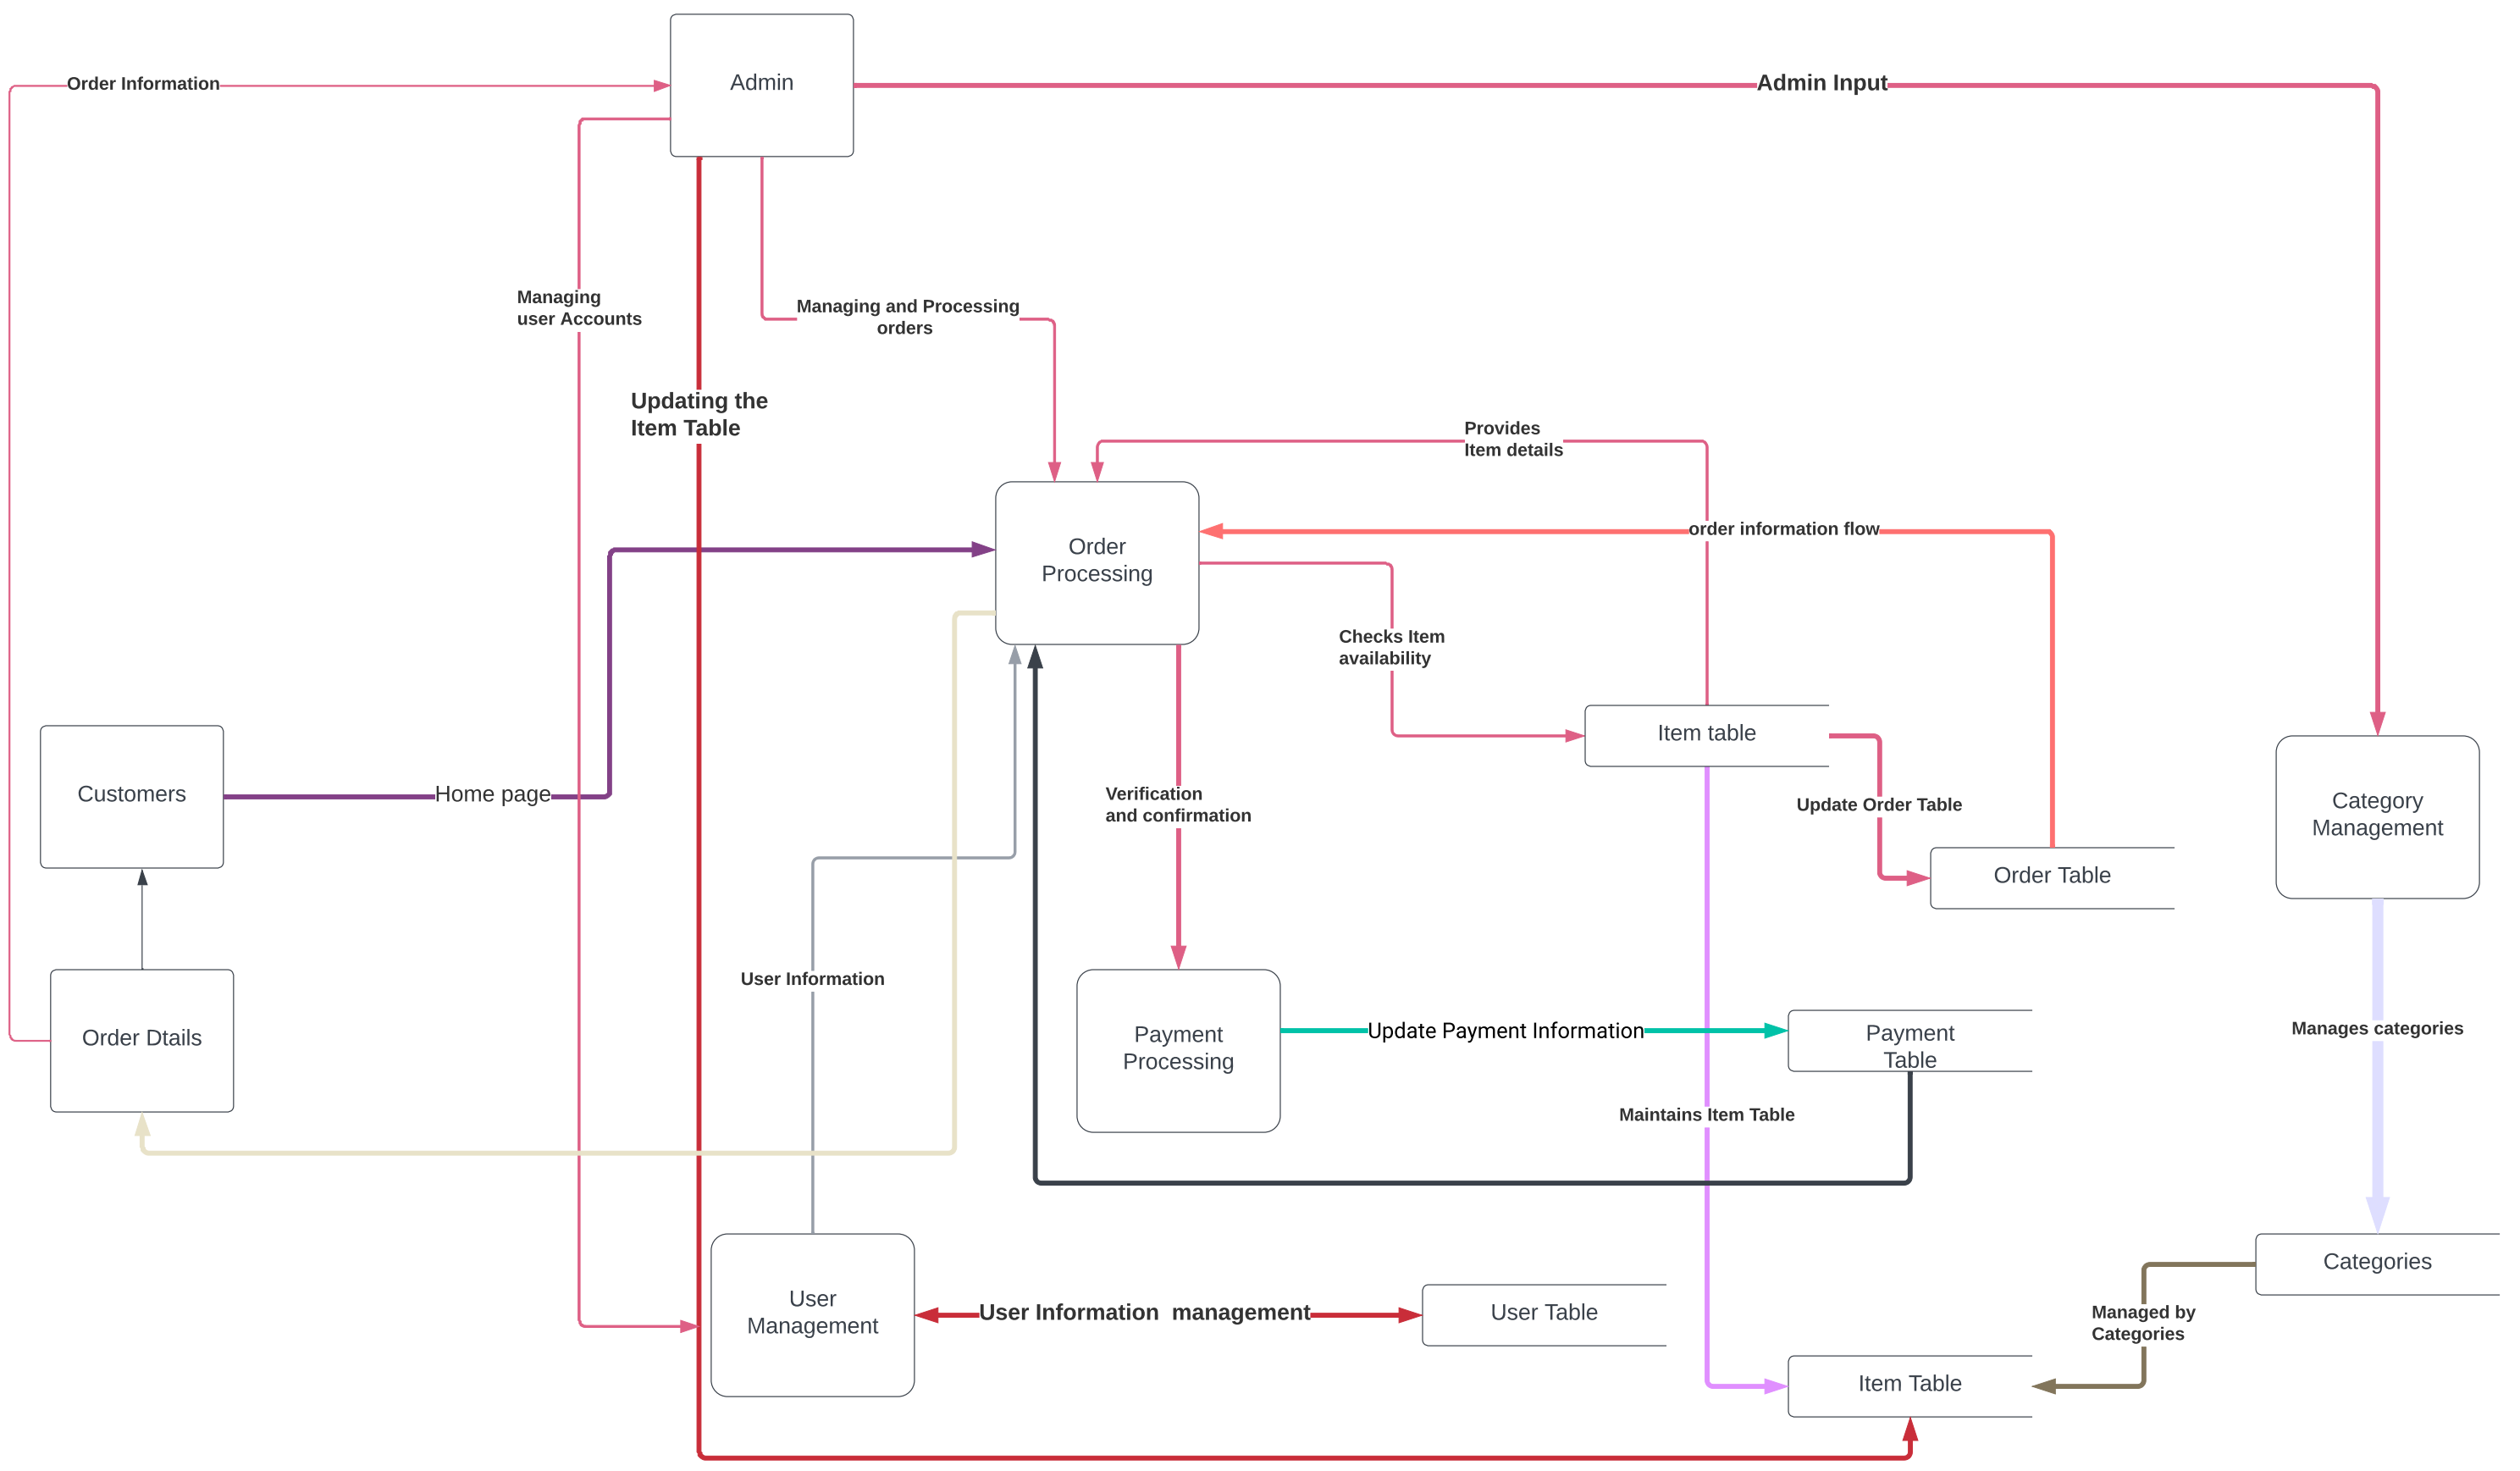 Admin
Order Information
Admin Input
Managing
user Accounts
Managing and Processing
orders
Updating the
Item Table
Provides
Item details
order information flow
Order
Processing
Checks Item
availability
Item table
Customers
Home page
Verification
and confirmation
Update Order Table
Category
Management
Order Table
User Information
Order Dtails
Payment
Processing
Update Payment Information
Payment
Table
Manages categories
Maintains Item Table
User
Management
User Information  management
User Table
Categories
Managed by
Categories
Item Table